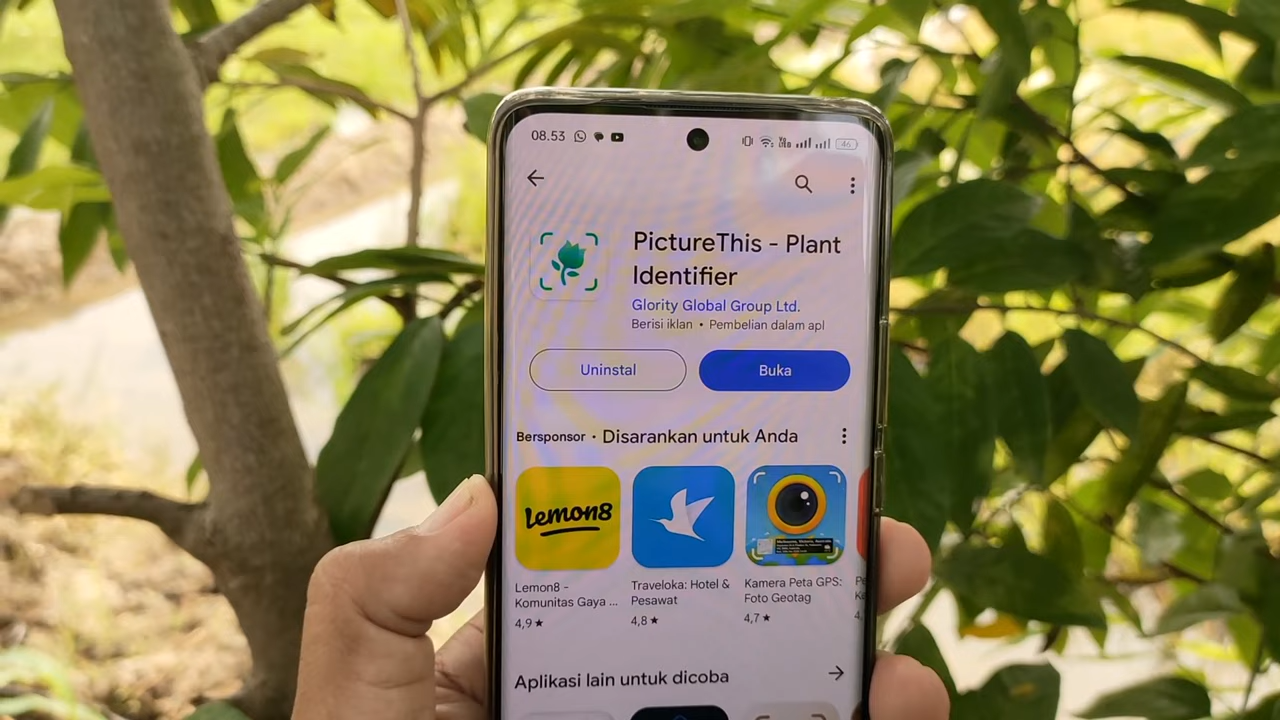 08.53
46
PictureThis - Plant
Identifier
Glority Global Group Ltd.
Berisi iklan • Pembelian dalam apl
Uninstal
Buka
Bersponsor • Disarankan untuk Anda
Lemon8
Lemon8 -
Komunitas Gaya ...
4,9 ★
Traveloka: Hotel &
Pesawat
4,8 ★
Kamera Peta GPS:
Foto Geotag
4,7 ★
Aplikasi lain untuk dicoba